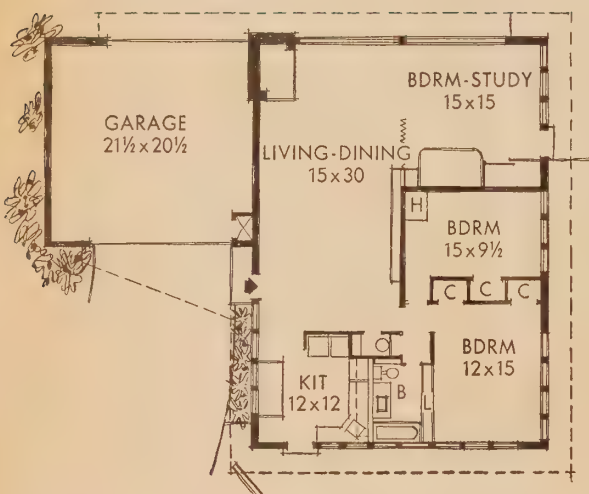 GARAGE
21½ x 20½
BDRM-STUDY
15 x 15
LIVING-DINING
15 x 30
H
BDRM
15 x 9½
C C C
BDRM
12 x 15
KIT
12 x 12
B
L